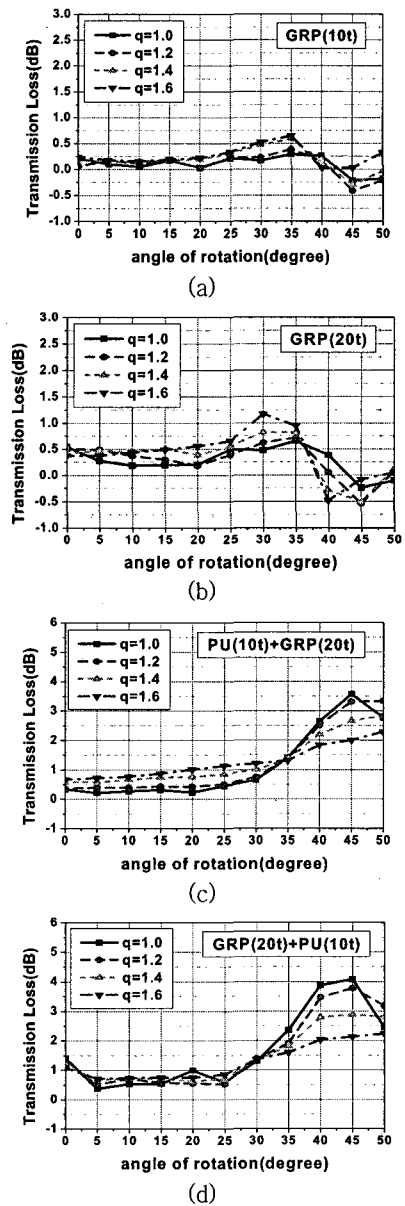 GRP(10t)
q=1.0
q=1.2
q=1.4
q=1.6
Transmission Loss(dB)
3.0
2.5
2.0
1.5
1.0
0.5
0.0
-0.5
-1.0
0 5 10 15 20 25 30 35 40 45 50
angle of rotation(degree)
(a)
GRP(20t)
q=1.0
q=1.2
q=1.4
q=1.6
Transmission Loss(dB)
3.0
2.5
2.0
1.5
1.0
0.5
0.0
-0.5
-1.0
0 5 10 15 20 25 30 35 40 45 50
angle of rotation(degree)
(b)
PU(10t)+GRP(20t)
q=1.0
q=1.2
q=1.4
q=1.6
Transmission Loss(dB)
6
5
4
3
2
1
0
-1
0 5 10 15 20 25 30 35 40 45 50
angle of rotation(degree)
(c)
GRP(20t)+PU(10t)
q=1.0
q=1.2
q=1.4
q=1.6
Transmission Loss(dB)
6
5
4
3
2
1
0
-1
0 5 10 15 20 25 30 35 40 45 50
angle of rotation(degree)
(d)